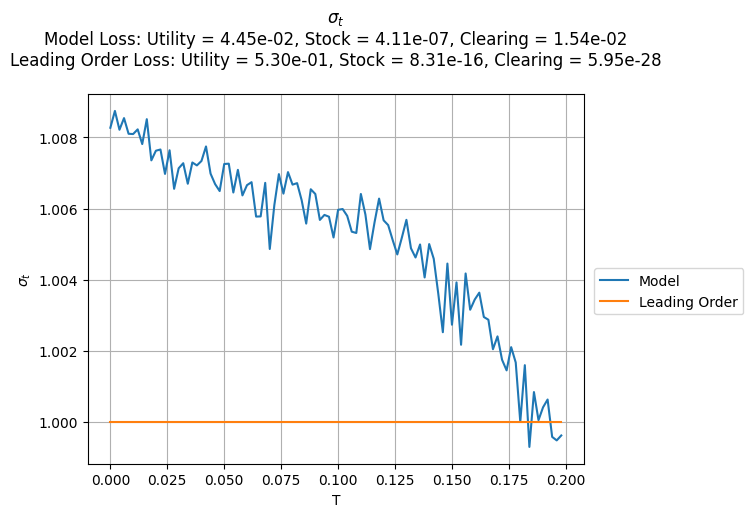 σ_t
Model Loss: Utility = 4.45e-02, Stock = 4.11e-07, Clearing = 1.54e-02
Leading Order Loss: Utility = 5.30e-01, Stock = 8.31e-16, Clearing = 5.95e-28
1.008
1.006
1.004
1.002
1.000
σ_t
0.000 0.025 0.050 0.075 0.100 0.125 0.150 0.175 0.200
T
Model
Leading Order